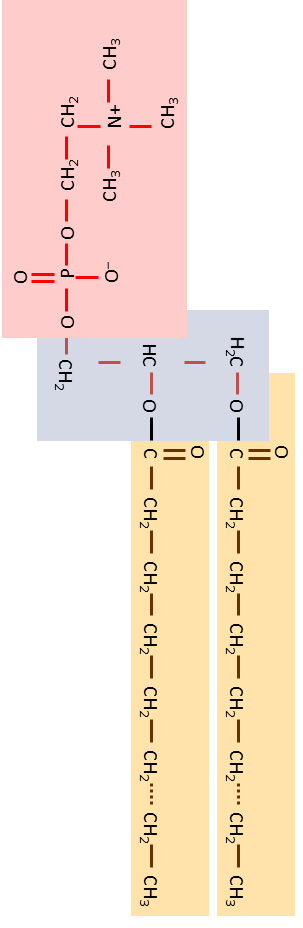 O
H₂C — O — C — CH₂ — CH₂ — CH₂ — CH₂ — CH₂ ····· CH₂ — CH₃
O
CH₃
HC — O — C — CH₂ — CH₂ — CH₂ — CH₂ — CH₂ ····· CH₂ — CH₃
CH₃ — N+ — CH₃ O⁻
CH₂ — CH₂ — O — P — O — CH₂
O